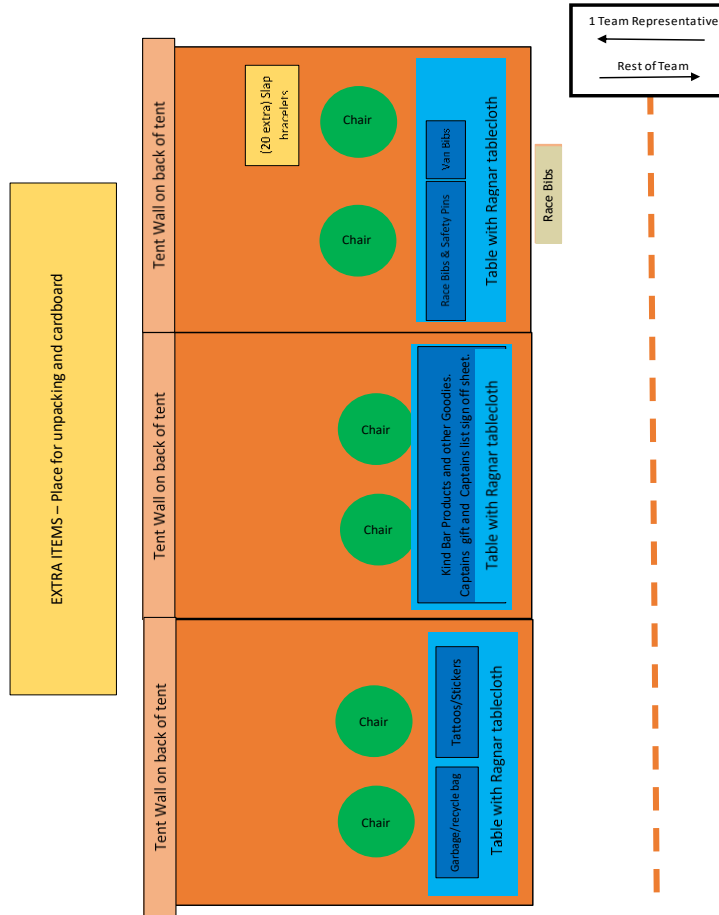 1 Team Representative
Rest of Team
EXTRA ITEMS – Place for unpacking and cardboard
Tent Wall on back of tent
(20 extra) Slap
bracelets
Chair
Chair
Van Bibs
Race Bibs & Safety Pins
Table with Ragnar tablecloth
Race Bibs
Tent Wall on back of tent
Chair
Chair
Kind Bar Products and other Goodies.
Captains gift and Captains list sign off sheet.
Table with Ragnar tablecloth
Tent Wall on back of tent
Chair
Chair
Tattoos/Stickers
Garbage/recycle bag
Table with Ragnar tablecloth